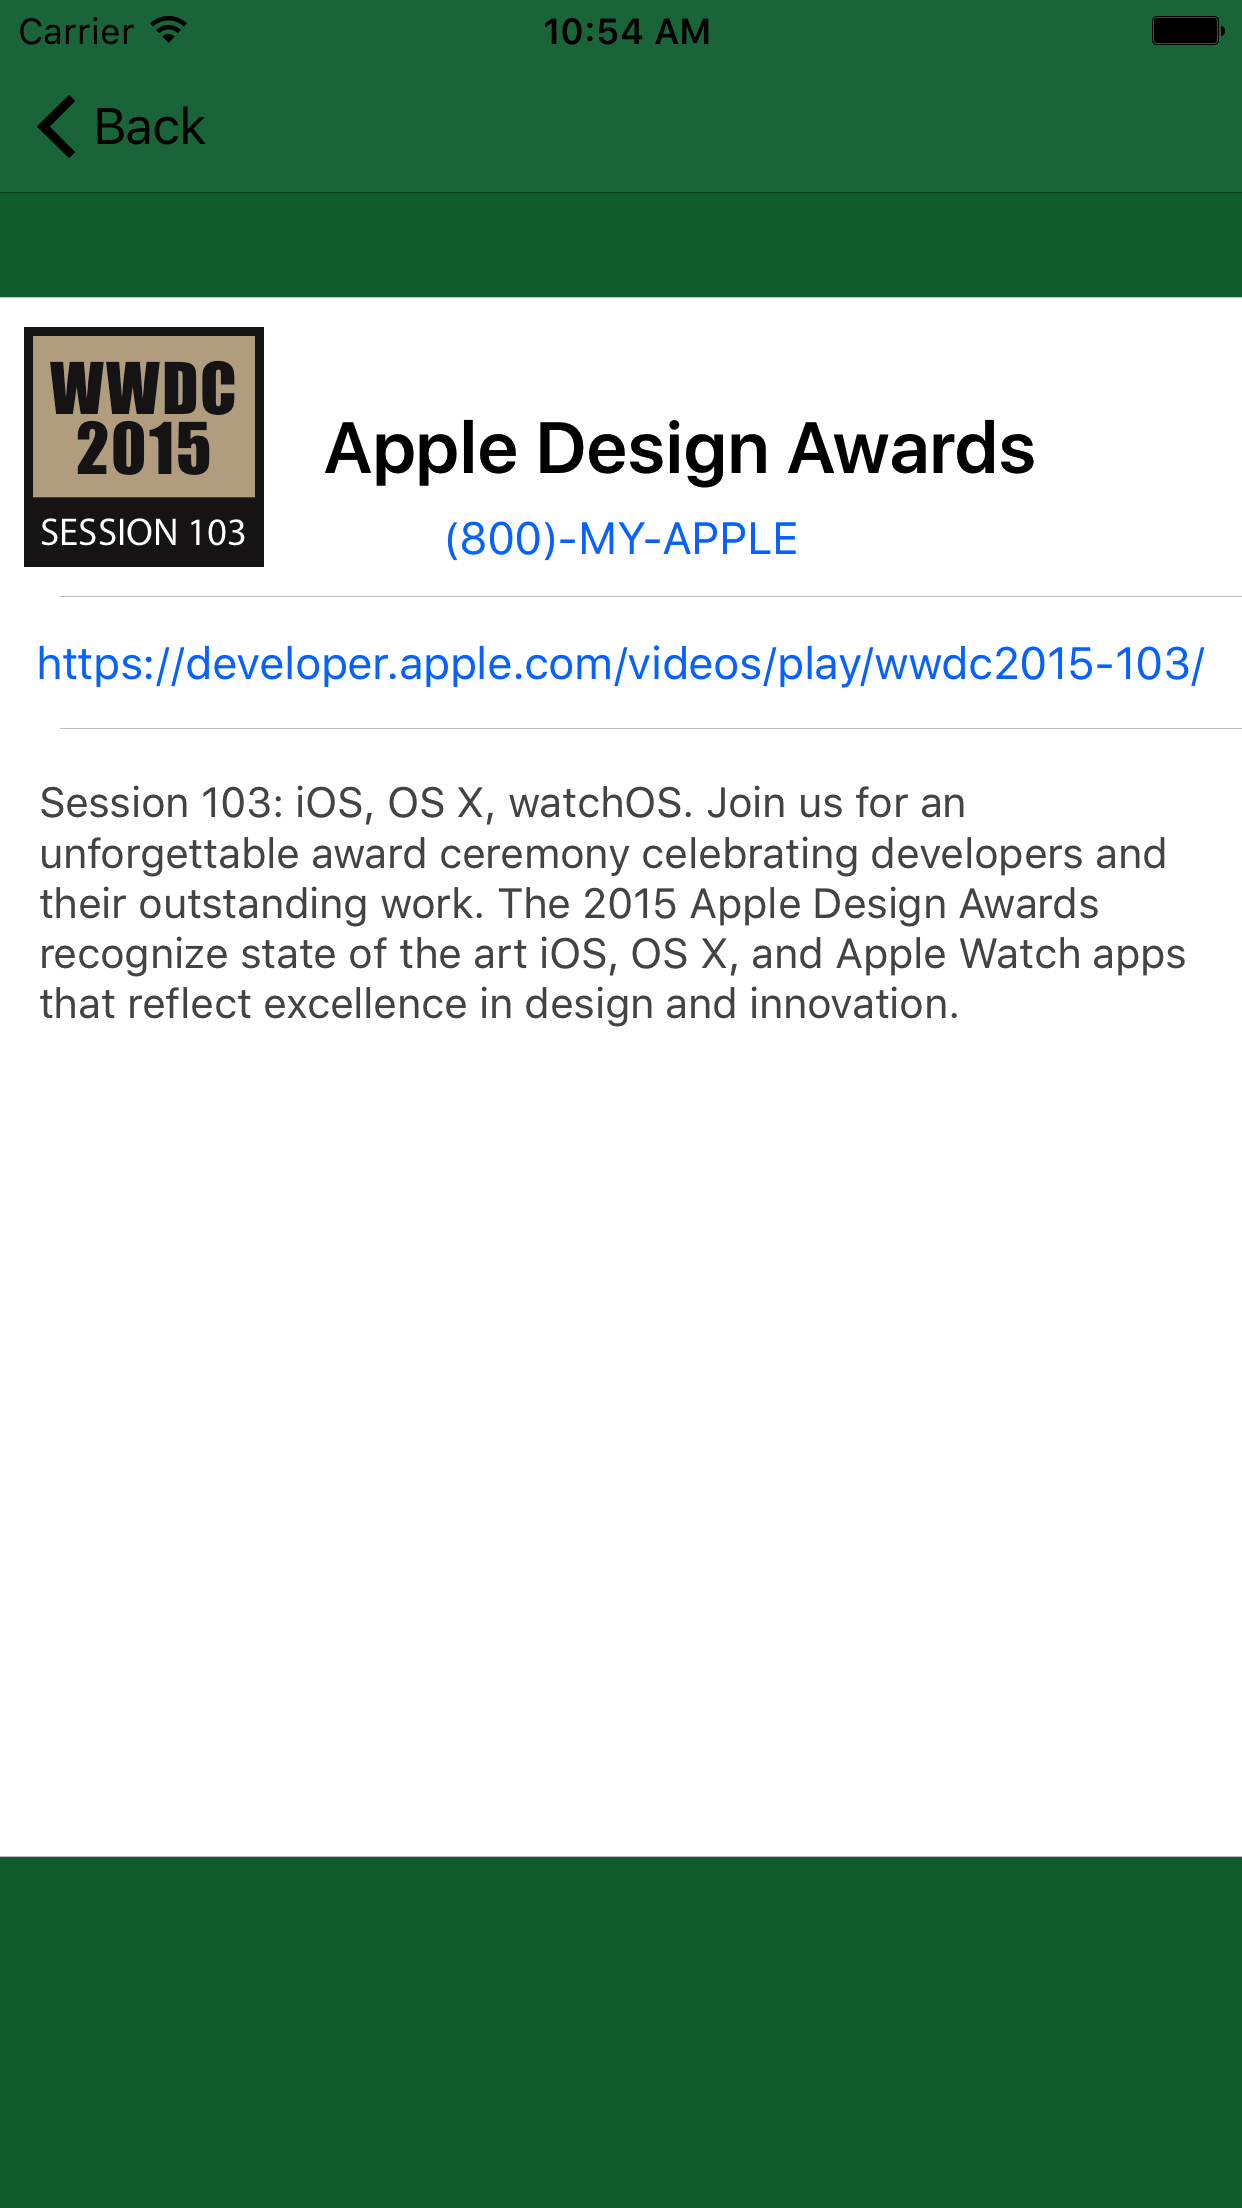 Carrier 10:54 AM
Back
WWDC
2015
SESSION 103
Apple Design Awards
(800)-MY-APPLE
https://developer.apple.com/videos/play/wwdc2015-103/
Session 103: iOS, OS X, watchOS. Join us for an
unforgettable award ceremony celebrating developers and
their outstanding work. The 2015 Apple Design Awards
recognize state of the art iOS, OS X, and Apple Watch apps
that reflect excellence in design and innovation.